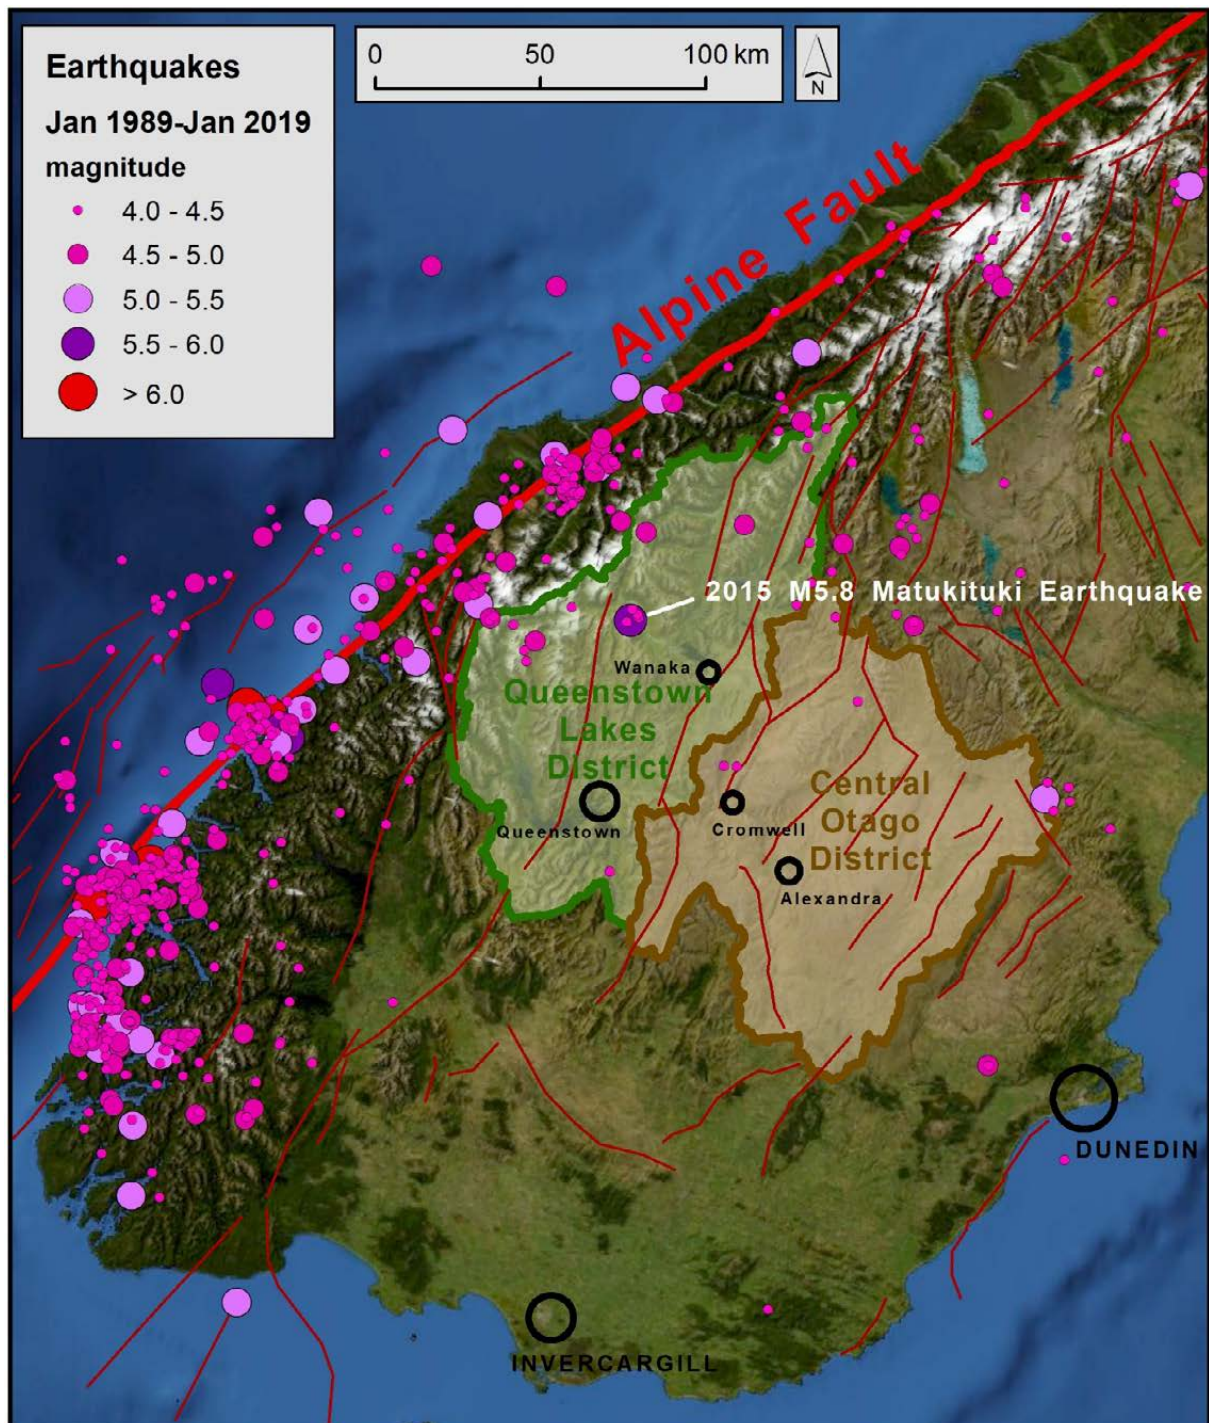 Earthquakes
Jan 1989-Jan 2019
magnitude
4.0 - 4.5
4.5 - 5.0
5.0 - 5.5
5.5 - 6.0
> 6.0
0 50 100 km
N
Alpine Fault
2015 M5.8 Matukituki Earthquake
Wanaka
Queenstown
Lakes
District
Queenstown
Cromwell
Central
Otago
District
Alexandra
DUNEDIN
INVERCARGILL